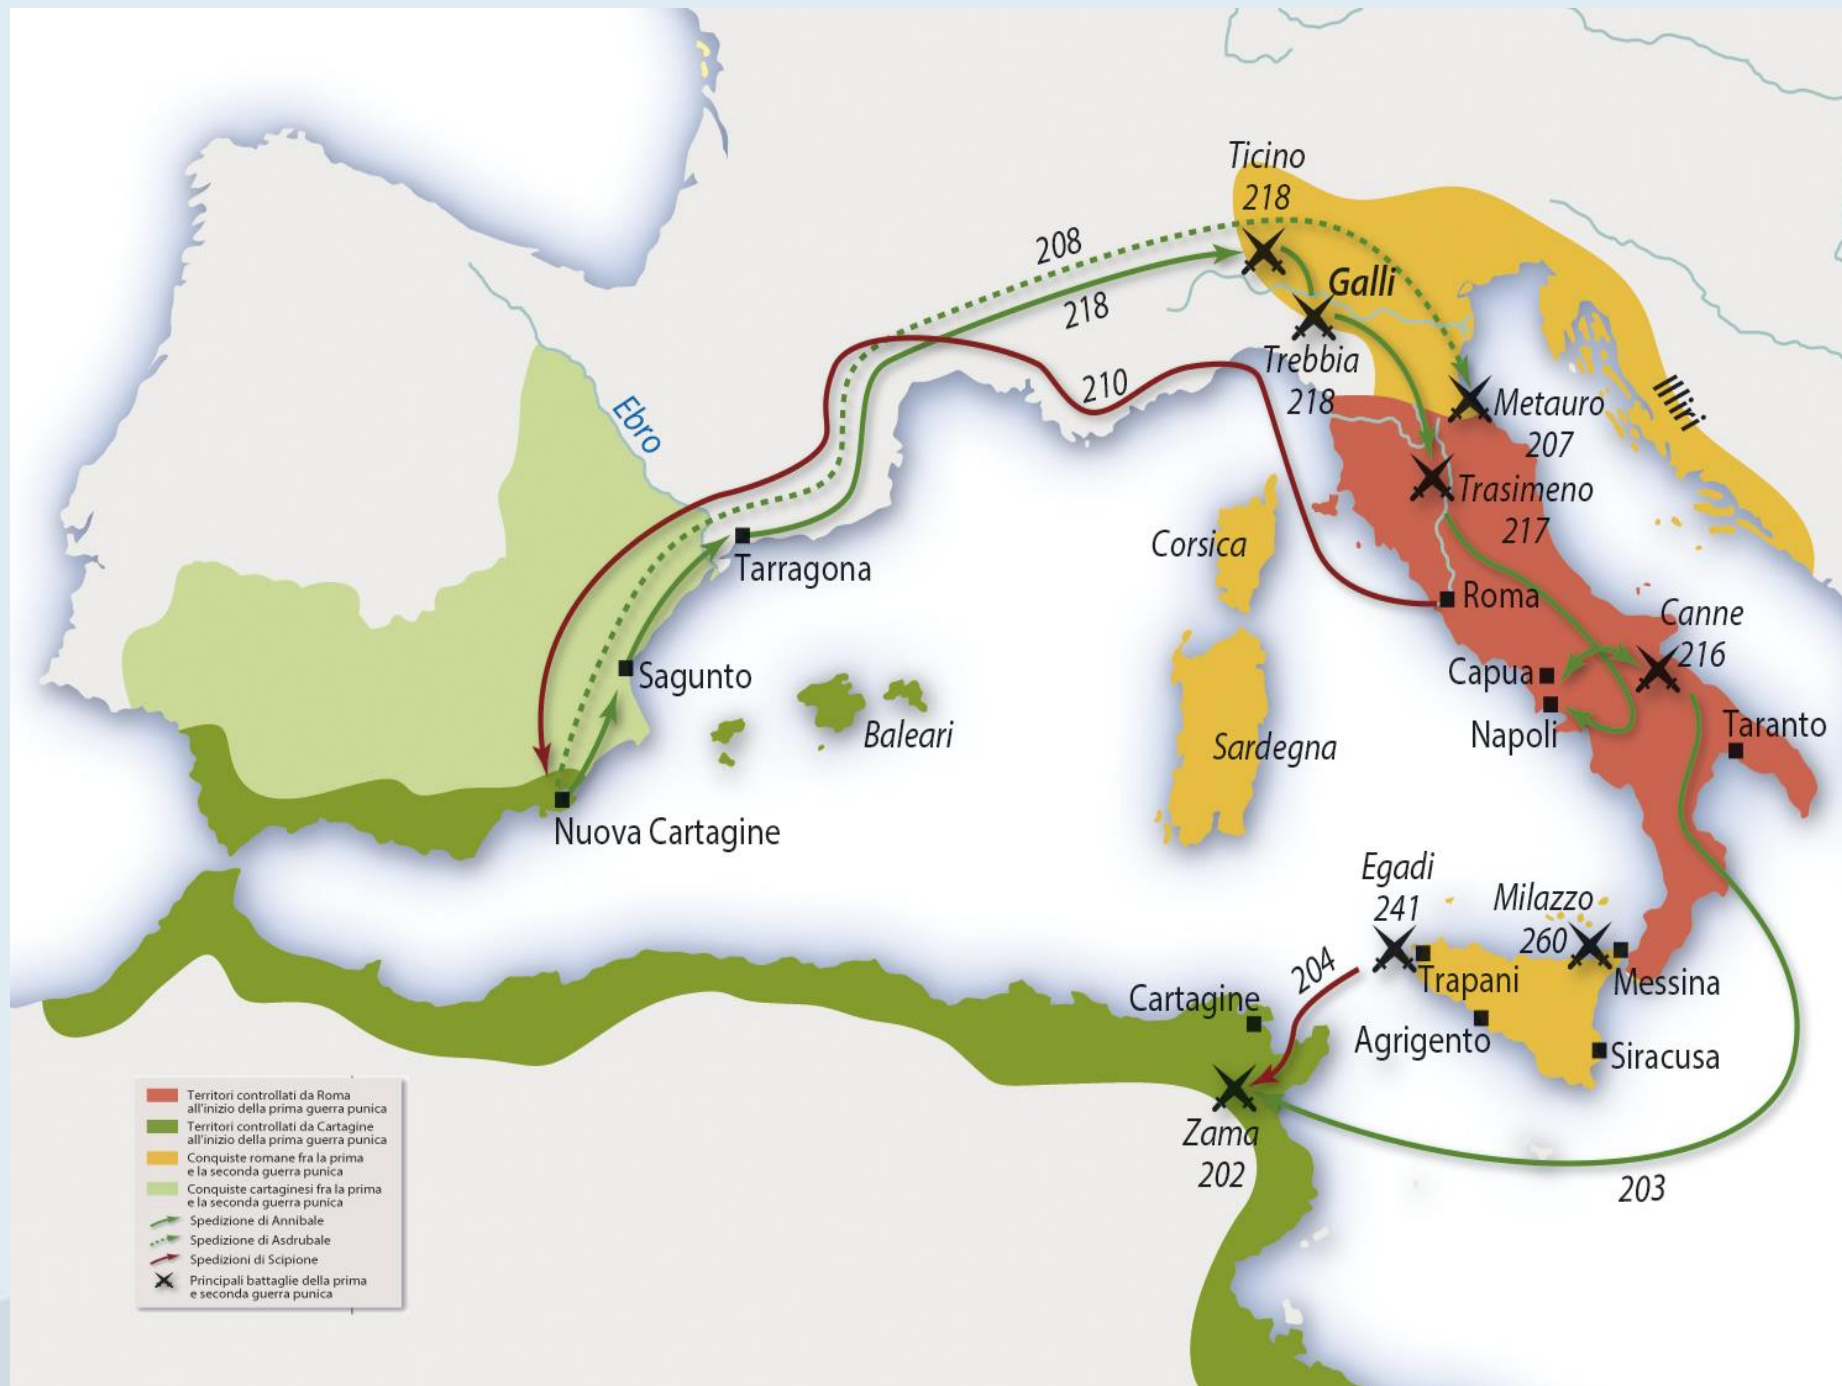 Ticino
218
208
218
Galli
Trebbia
218
210
Metauro
207
Illiri
Ebro
Trasimeno
217
Corsica
Tarragona
Roma
Canne
216
Sagunto
Capua
Napoli
Taranto
Baleari
Sardegna
Nuova Cartagine
Egadi
241
Milazzo
260
204
Trapani
Messina
Cartagine
Agrigento
Siracusa
Zama
202
203
Territori controllati da Roma
all'inizio della prima guerra punica
Territori controllati da Cartagine
all'inizio della prima guerra punica
Conquiste romane fra la prima
e la seconda guerra punica
Conquiste cartaginesi fra la prima
e la seconda guerra punica
Spedizione di Annibale
Spedizione di Asdrubale
Spedizioni di Scipione
Principali battaglie della prima
e seconda guerra punica